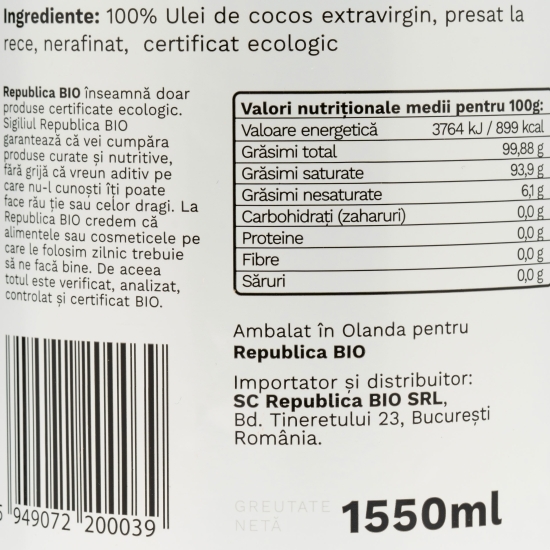 Ingrediente: 100% Ulei de cocos extravirgin, presat la
rece, nerafinat, certificat ecologic
Republica BIO înseamnă doar
produse certificate ecologic.
Sigiliul Republica BIO
garantează că vei cumpăra
produse curate și nutritive,
fără grijă că vreun aditiv pe
care nu-l cunoști îți poate
face rău ție sau celor dragi. La
Republica BIO credem că
alimentele sau cosmeticele pe
care le folosim zilnic trebuie
să ne facă bine. De aceea
totul este verificat, analizat,
controlat și certificat BIO.
Valori nutriționale medii pentru 100g:
Valoare energetică 3764 kJ / 899 kcal
Grăsimi total 99,88 g
Grăsimi saturate 93,9 g
Grăsimi nesaturate 6,1 g
Carbohidrați (zaharuri) 0,0 g
Proteine 0,0 g
Fibre 0,0 g
Săruri 0,0 g
Ambalat în Olanda pentru
Republica BIO
Importator și distribuitor:
SC Republica BIO SRL,
Bd. Tineretului 23, București
România.
949072 200039
GREUTATE
NETĂ
1550ml